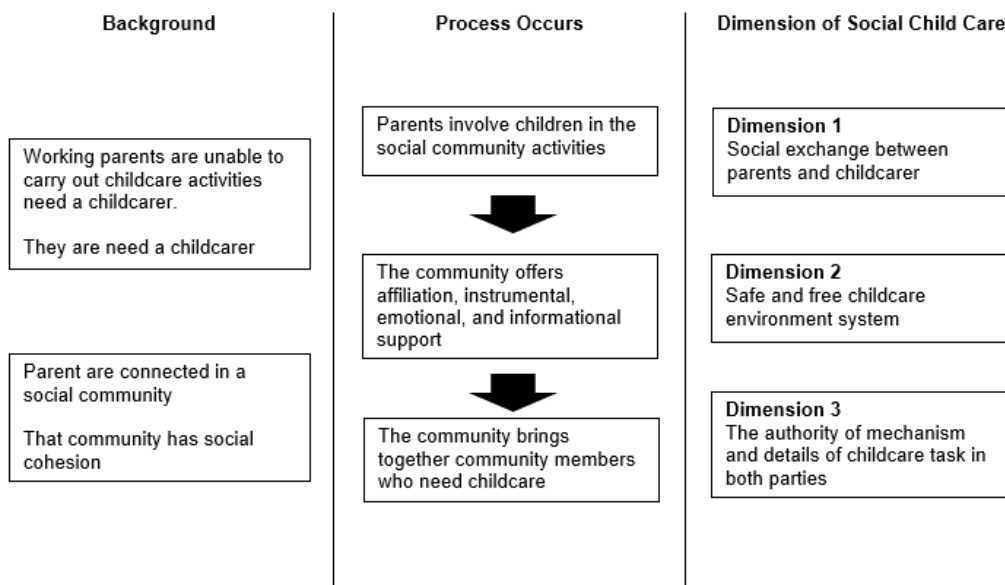 Background
Working parents are unable to
carry out childcare activities
need a childcarer.
They are need a childcarer
Parent are connected in a
social community
That community has social
cohesion
Process Occurs
Parents involve children in the
social community activities
The community offers
affiliation, instrumental,
emotional, and informational
support
The community brings
together community members
who need childcare
Dimension of Social Child Care
Dimension 1
Social exchange between
parents and childcarer
Dimension 2
Safe and free childcare
environment system
Dimension 3
The authority of mechanism
and details of childcare task in
both parties